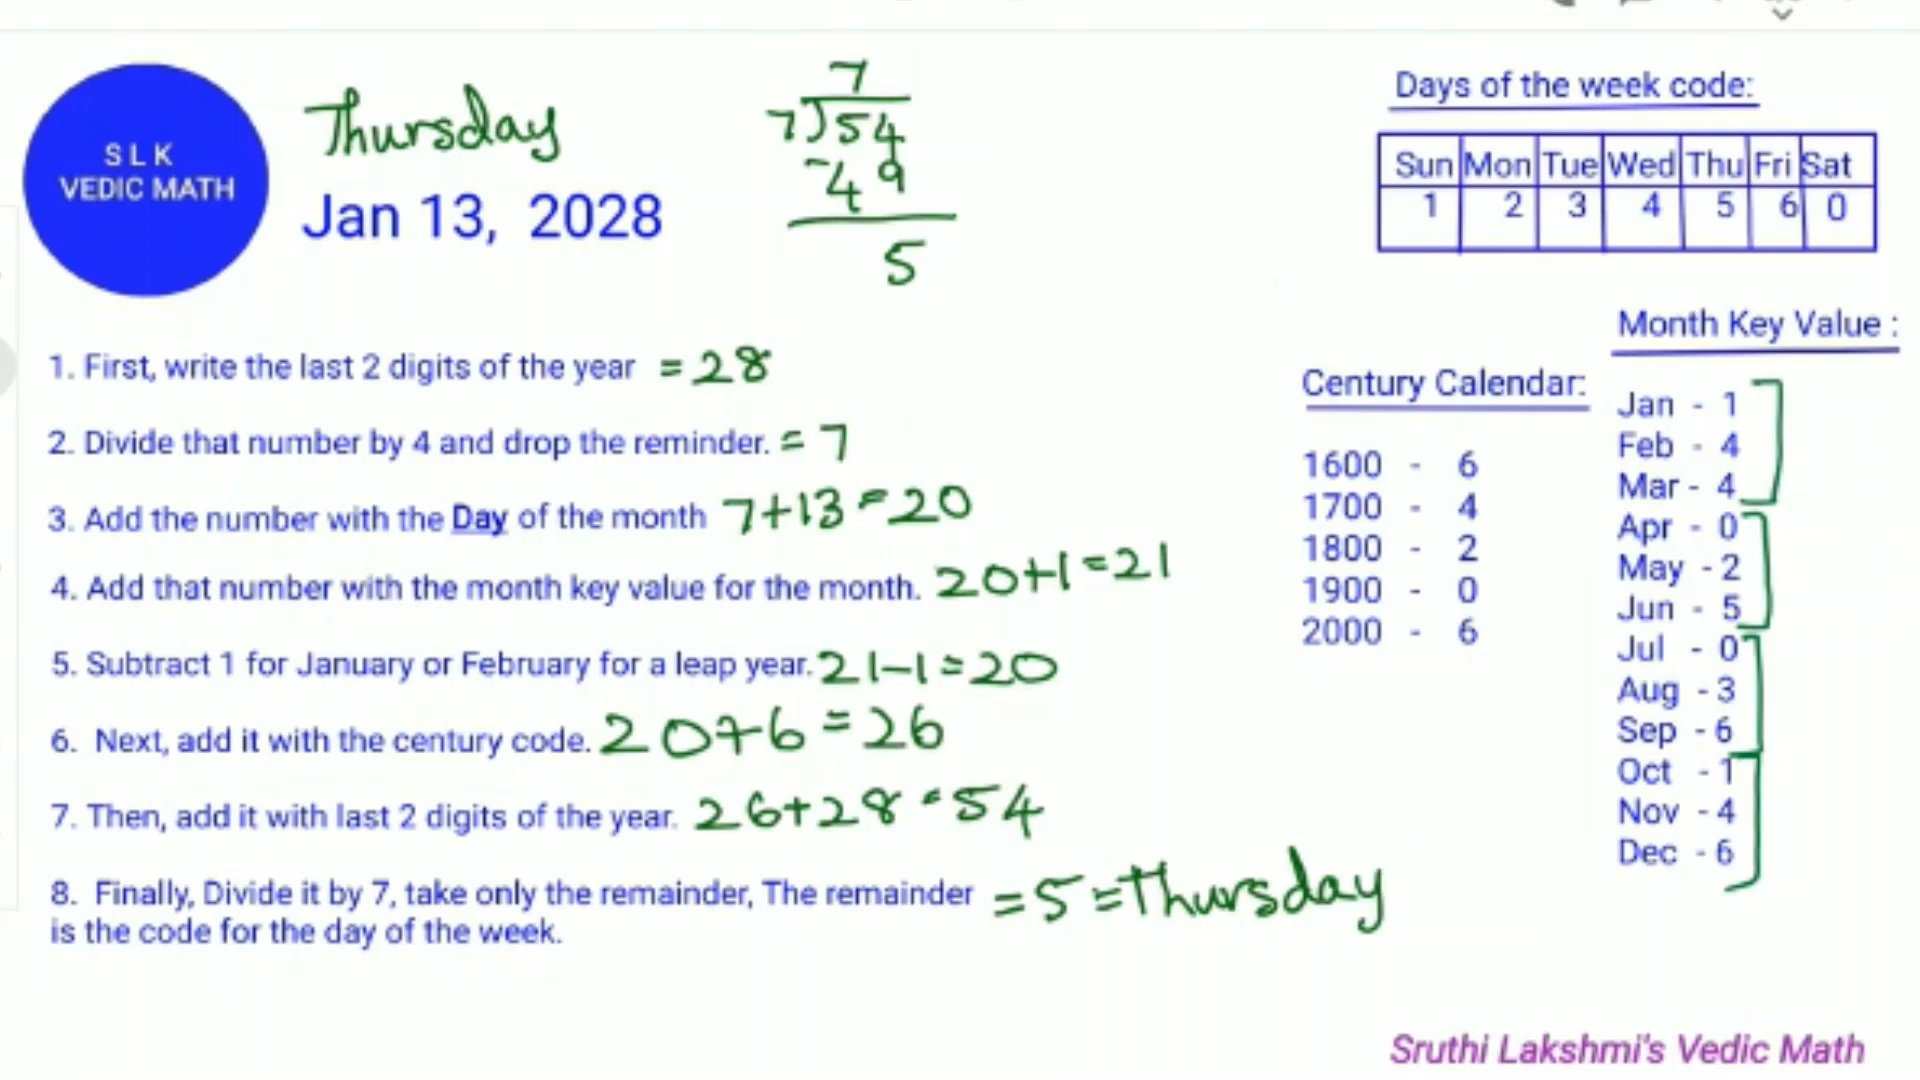 S L K
VEDIC MATH
Thursday
Jan 13, 2028
7
7)54
-49
5
Days of the week code:
Sun Mon Tue Wed Thu Fri Sat
1 2 3 4 5 6 0
1. First, write the last 2 digits of the year = 28
2. Divide that number by 4 and drop the reminder. = 7
3. Add the number with the Day of the month 7+13=20
4. Add that number with the month key value for the month. 20+1=21
5. Subtract 1 for January or February for a leap year. 21-1=20
6. Next, add it with the century code. 20+6=26
7. Then, add it with last 2 digits of the year. 26+28=54
8. Finally, Divide it by 7, take only the remainder, The remainder = 5 = Thursday
is the code for the day of the week.
Century Calendar:
1600 - 6
1700 - 4
1800 - 2
1900 - 0
2000 - 6
Month Key Value :
Jan - 1
Feb - 4
Mar - 4
Apr - 0
May - 2
Jun - 5
Jul - 0
Aug - 3
Sep - 6
Oct - 1
Nov - 4
Dec - 6
Sruthi Lakshmi's Vedic Math